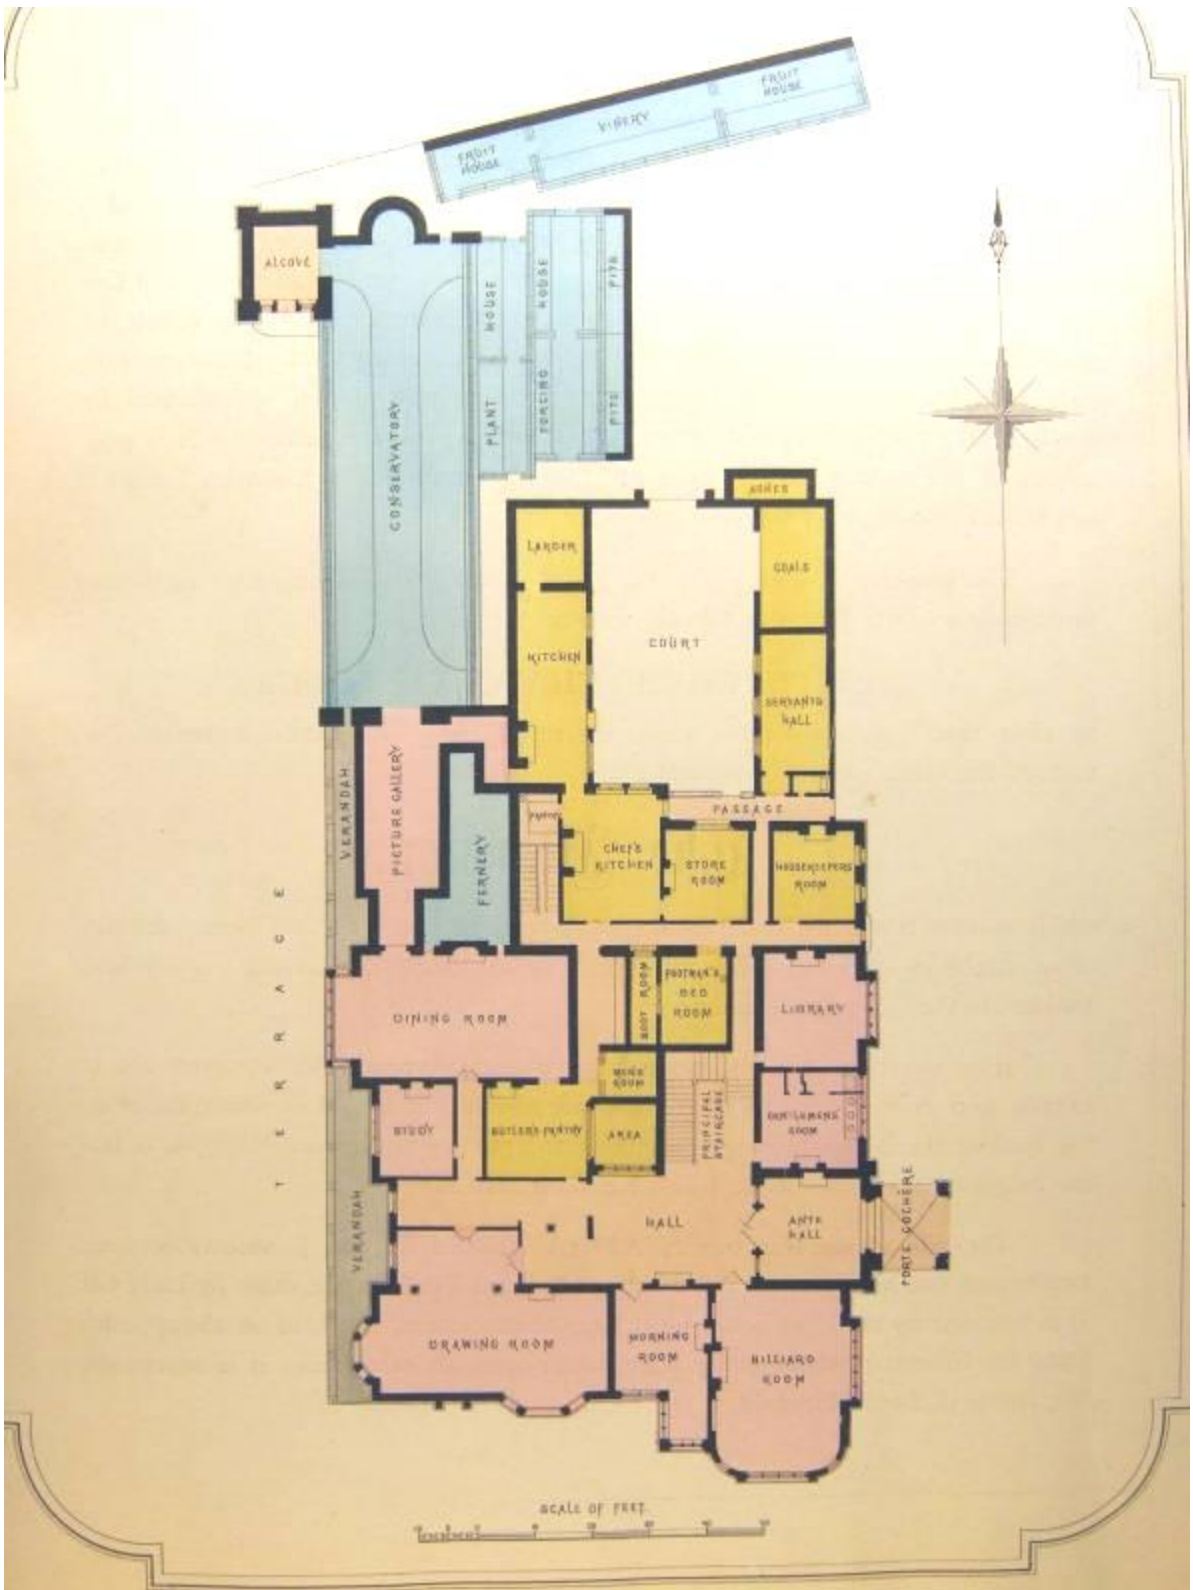 FRUIT
HOUSE
VINERY
FRUIT
HOUSE
ALCOVE
CONSERVATORY
PLANT HOUSE
FORCING HOUSE
PITS
PITS
ASHES
LARDER
COALS
KITCHEN
COURT
SERVANTS
HALL
VERANDAH
PICTURE GALLERY
FERNERY
PASSAGE
CHEF'S
KITCHEN
STORE
ROOM
HOUSEKEEPERS
ROOM
TERRACE
DINING ROOM
BOOT ROOM
FOOTMAN'S
BED
ROOM
LIBRARY
MENS
ROOM
STUDY
BUTLERS PANTRY
AREA
PRINCIPAL
STAIRCASE
GENTLEMENS
ROOM
VERANDAH
HALL
ANTE
HALL
PORTE COCHÈRE
DRAWING ROOM
MORNING
ROOM
BILLIARD
ROOM
SCALE OF FEET.